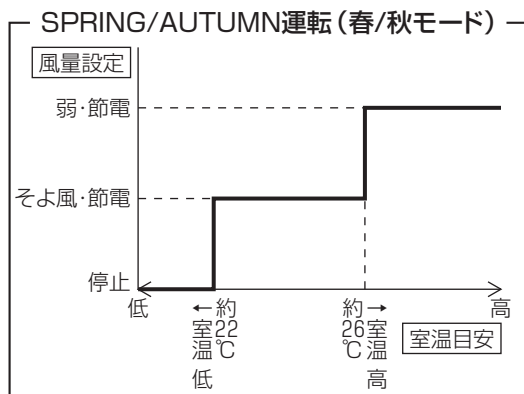 SPRING/AUTUMN運転(春/秋モード)
風量設定
弱・節電
そよ風・節電
停止
低
←室温低
約22℃
約26℃
→室温高
高
室温目安